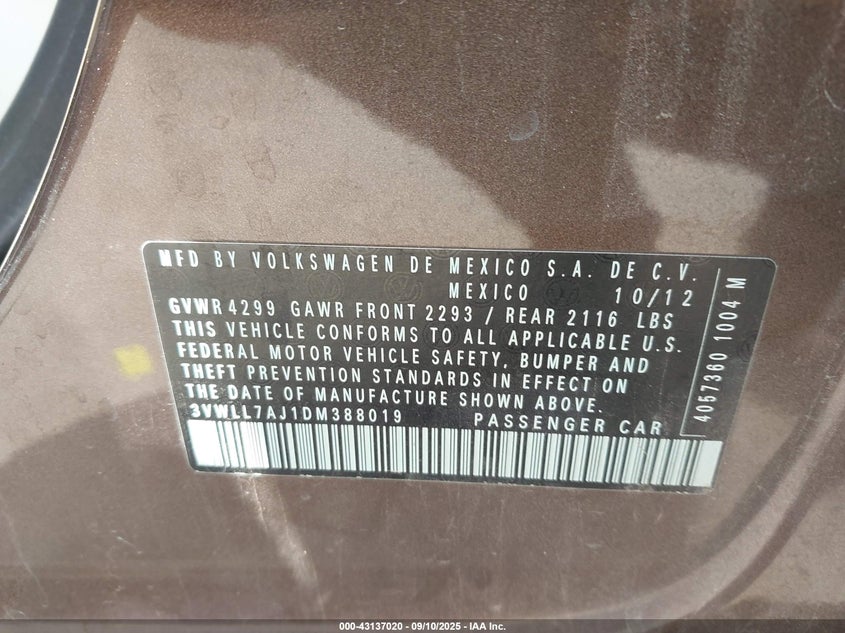 MFD BY VOLKSWAGEN DE MEXICO S.A. DE C.V.
MEXICO 10/12
GVWR 4299 GAWR FRONT 2293 / REAR 2116 LBS
THIS VEHICLE CONFORMS TO ALL APPLICABLE U.S.
FEDERAL MOTOR VEHICLE SAFETY, BUMPER AND
THEFT PREVENTION STANDARDS IN EFFECT ON
THE DATE OF MANUFACTURE SHOWN ABOVE.
3VWLL7AJ1DM388019 PASSENGER CAR
4057360 1004 M
000-43137020 - 09/10/2025 - IAA Inc.